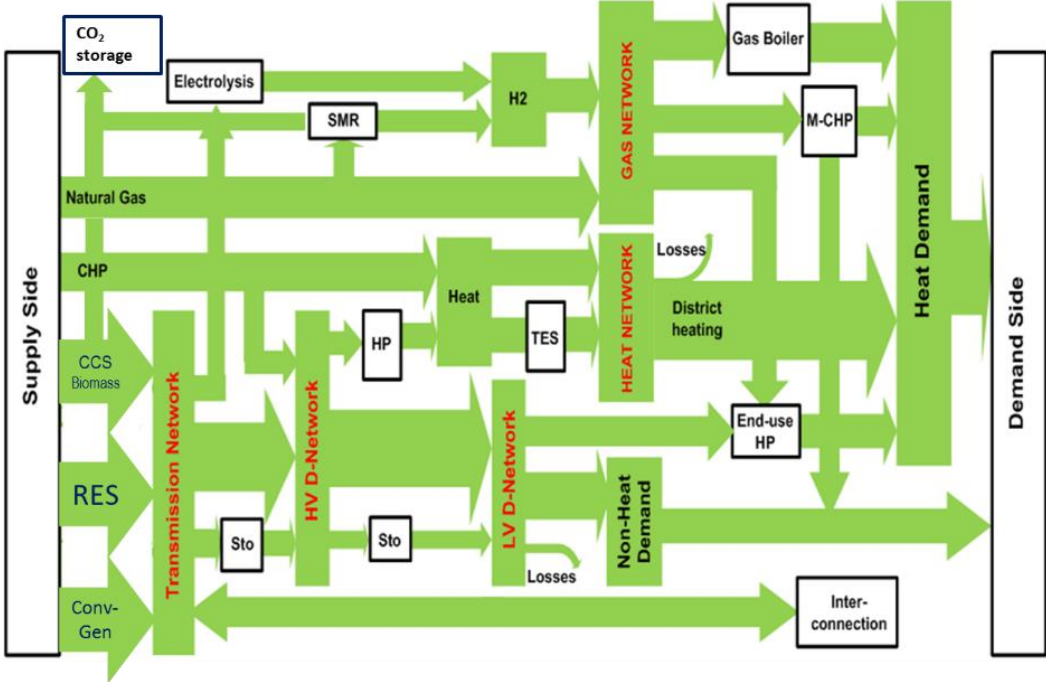 CO2
storage
Electrolysis
SMR
H2
GAS NETWORK
Gas Boiler
M-CHP
Natural Gas
CHP
Heat
HP
TES
HEAT NETWORK
Losses
District
heating
Heat Demand
Supply Side
Demand Side
CCS
Biomass
RES
Conv-
Gen
Transmission Network
Sto
HV D-Network
Sto
LV D-Network
Losses
Non-Heat
Demand
End-use
HP
Inter-
connection